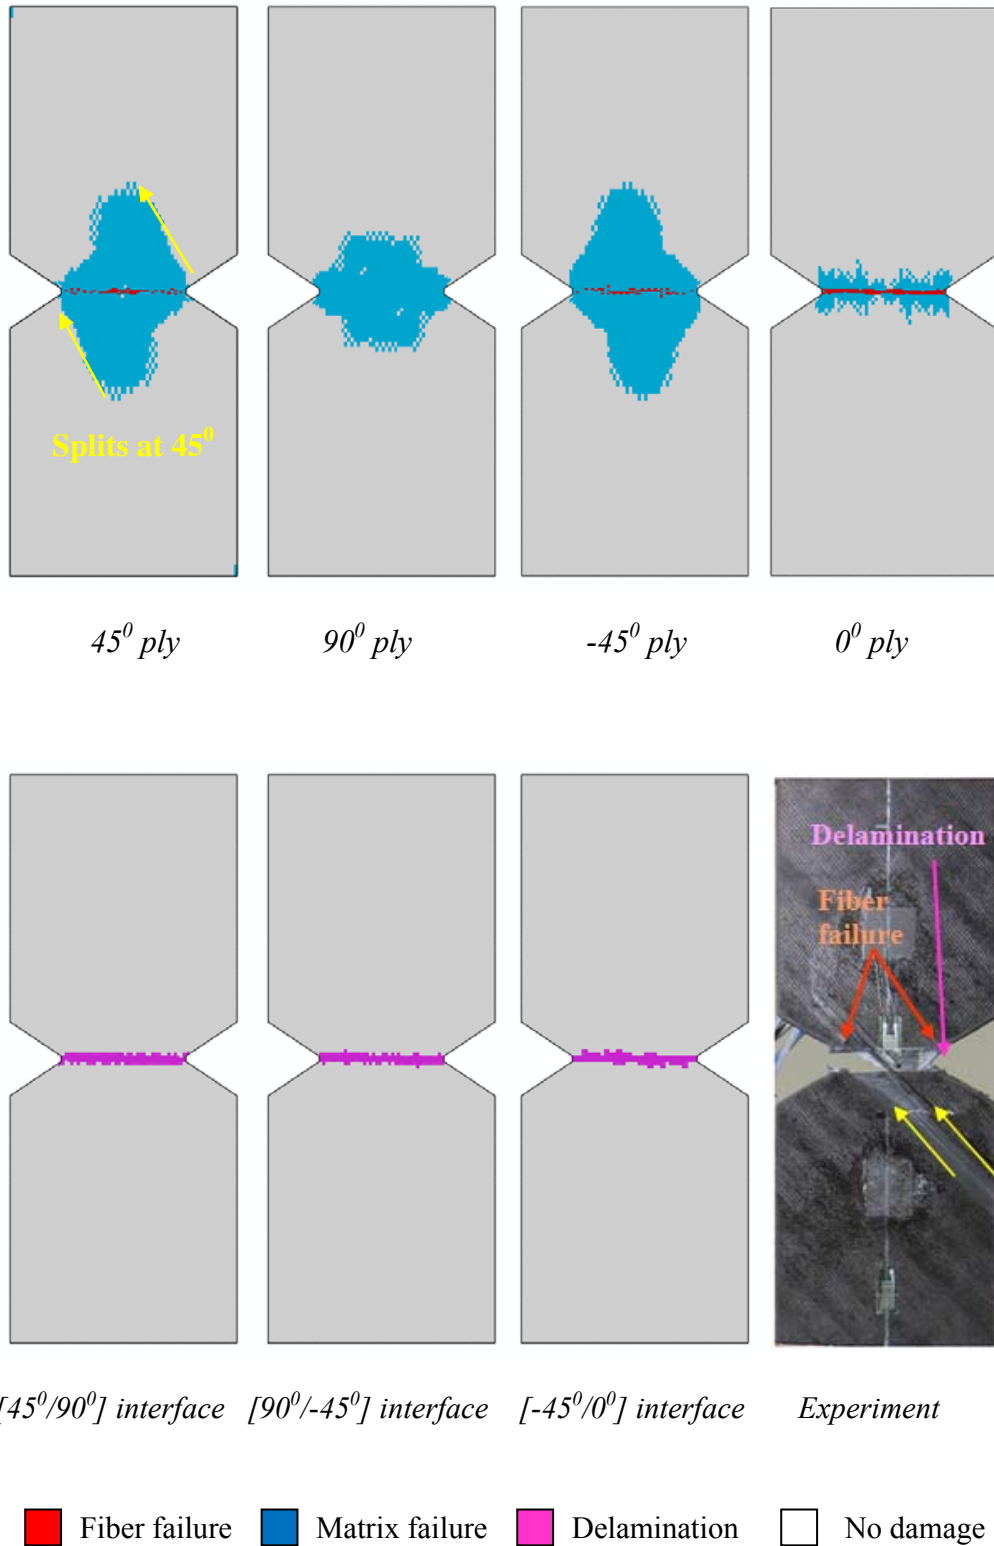 Splits at 45⁰
45⁰ ply 90⁰ ply -45⁰ ply 0⁰ ply
Delamination
Fiber
failure
[45⁰/90⁰] interface [90⁰/-45⁰] interface [-45⁰/0⁰] interface Experiment
Fiber failure Matrix failure Delamination No damage